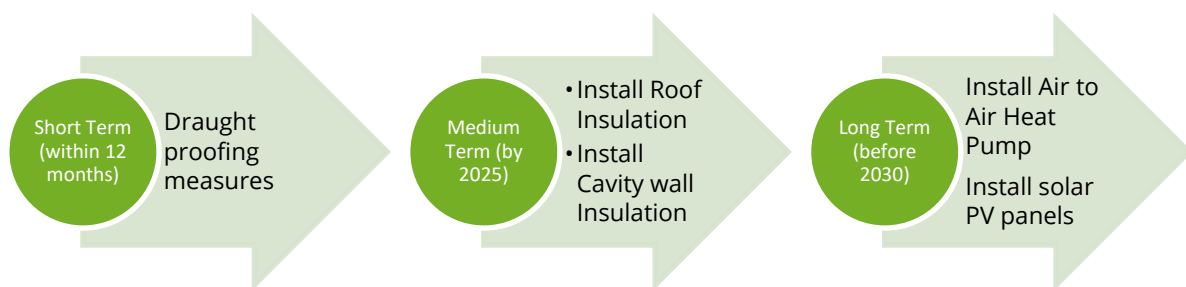 Short Term
(within 12
months)
Draught
proofing
measures
Medium
Term (by
2025)
• Install Roof
Insulation
• Install
Cavity wall
Insulation
Long Term
(before
2030)
Install Air to
Air Heat
Pump
Install solar
PV panels